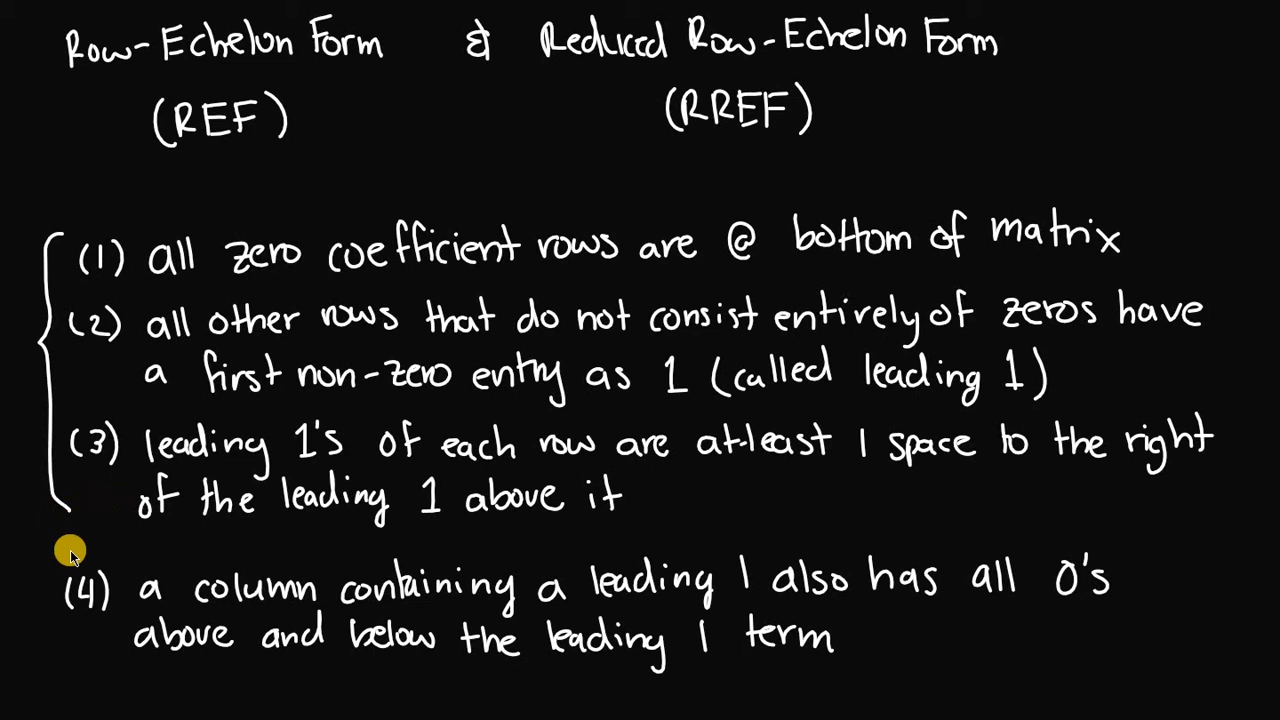 Row-Echelon Form & Reduced Row-Echelon Form
(REF) (RREF)
(1) all zero coefficient rows are @ bottom of matrix
(2) all other rows that do not consist entirely of zeros have
a first non-zero entry as 1 (called leading 1)
(3) leading 1's of each row are at-least 1 space to the right
of the leading 1 above it
(4) a column containing a leading 1 also has all 0's
above and below the leading 1 term